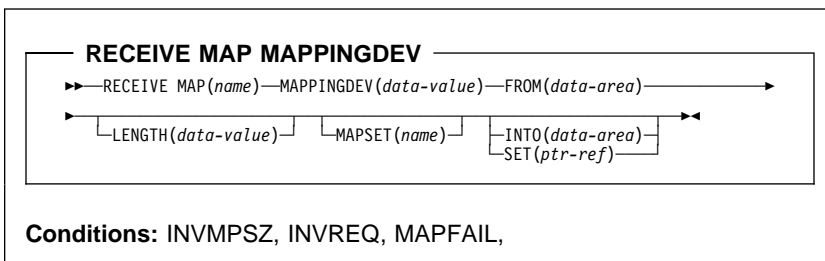 RECEIVE MAP MAPPINGDEV
RECEIVE MAP(name) MAPPINGDEV(data-value) FROM(data-area)
LENGTH(data-value) MAPSET(name) INTO(data-area)
SET(ptr-ref)
Conditions: INVMPSZ, INVREQ, MAPFAIL,